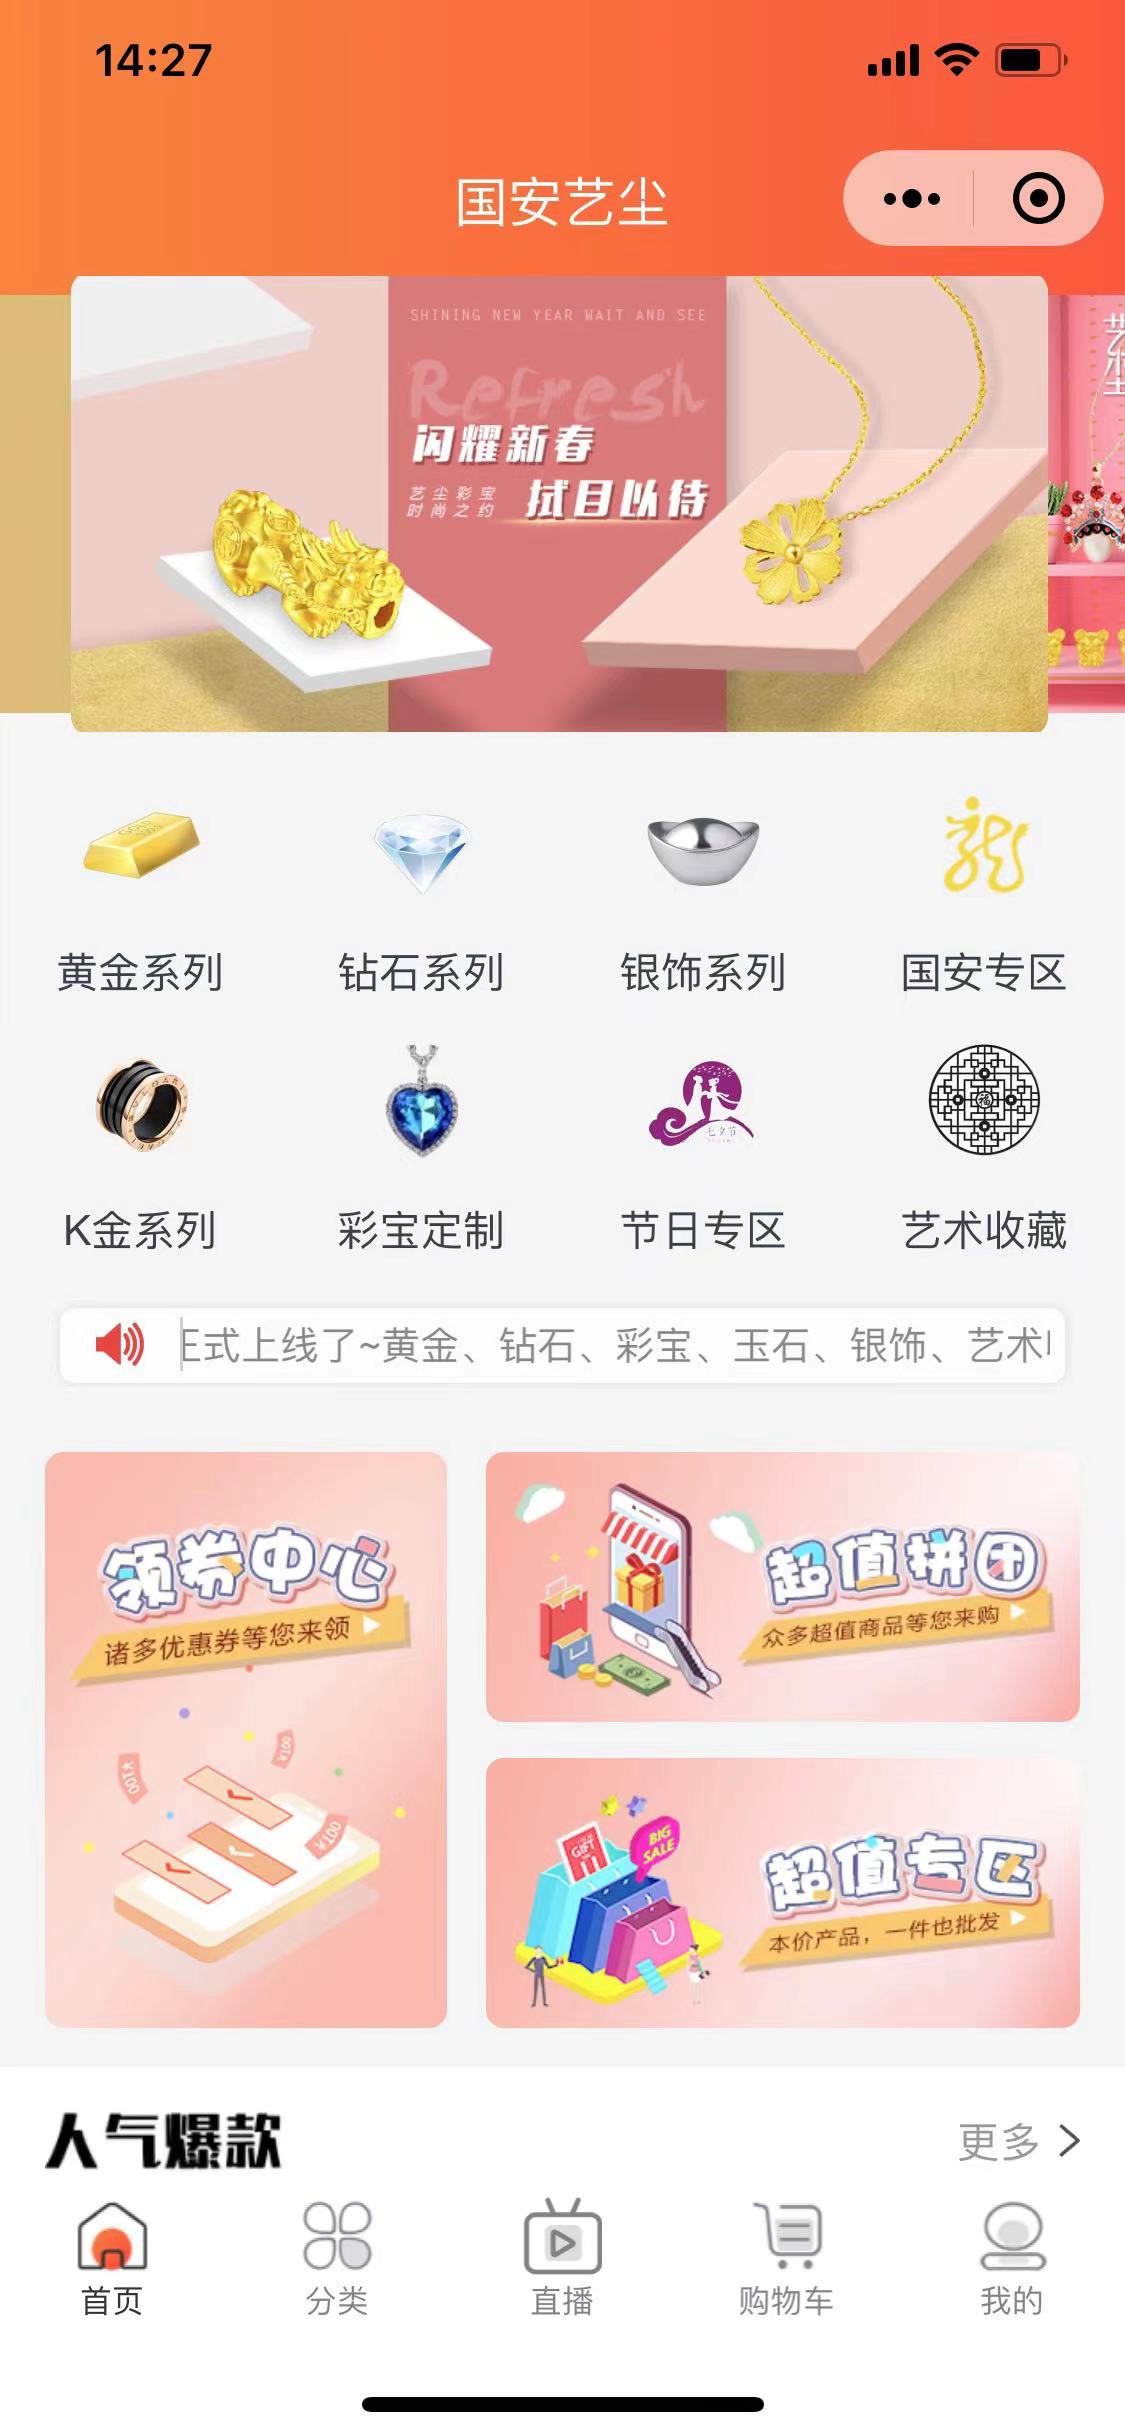 14:27
国安艺尘
SHINING NEW YEAR WAIT AND SEE
Refresh
闪耀新春
艺尘彩宝
时尚之约
拭目以待
艺尘
GOLD
黄金系列
钻石系列
银饰系列
国安专区
七夕节
福
K金系列
彩宝定制
节日专区
艺术收藏
正式上线了~黄金、钻石、彩宝、玉石、银饰、艺术
领券中心
诸多优惠券等您来领
¥100
¥100
¥100
超值拼团
众多超值商品等您来购
GIFT
BIG
SALE
超值专区
本价产品，一件也批发
人气爆款
更多
首页
分类
直播
购物车
我的